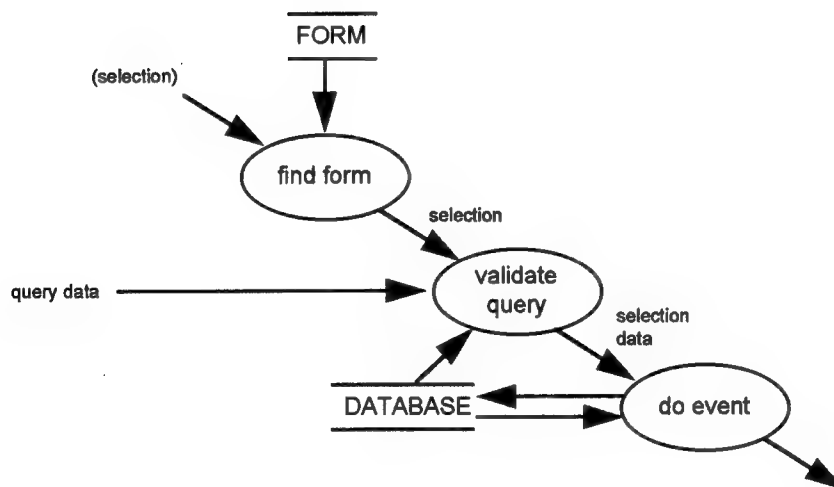 FORM
(selection)
find form
selection
validate
query
query data
selection
data
DATABASE
do event